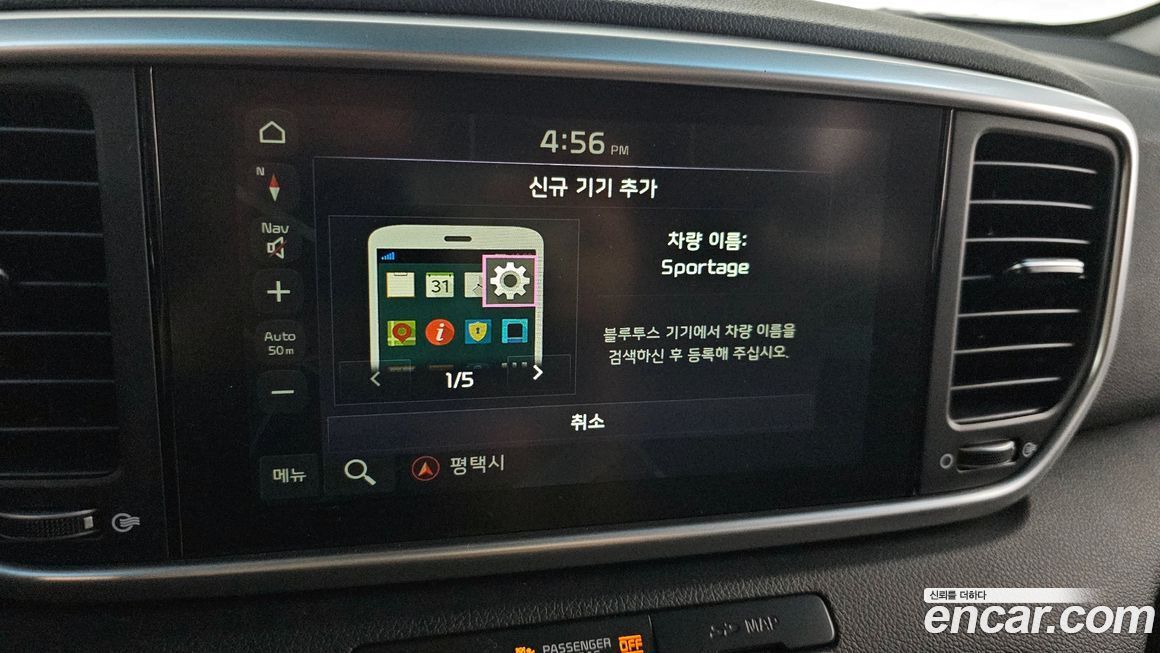 4:56 PM
신규 기기 추가
N
Nav
31
차량 이름:
Sportage
Auto
50m
블루투스 기기에서 차량 이름을
검색하신 후 등록해 주십시오.
1/5
취소
메뉴
평택시
MAP
PASSENGER
OFF
신뢰를 더하다
encar.com